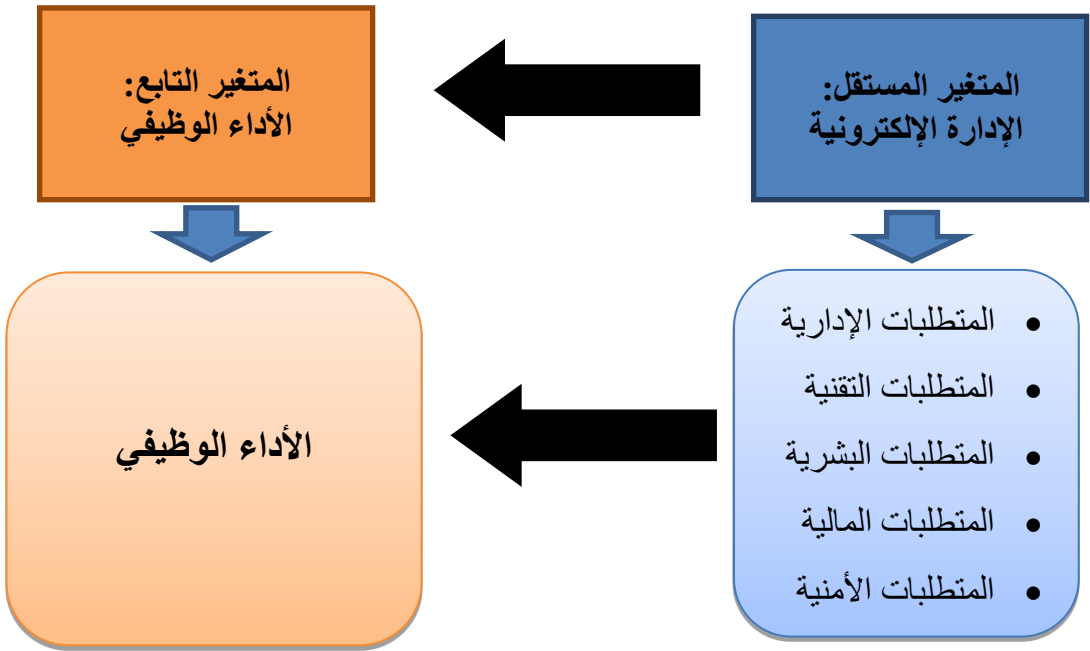 المتغير المستقل:
الإدارة الإلكترونية
المتغير التابع:
الأداء الوظيفي
• المتطلبات الإدارية
• المتطلبات التقنية
• المتطلبات البشرية
• المتطلبات المالية
• المتطلبات الأمنية
الأداء الوظيفي